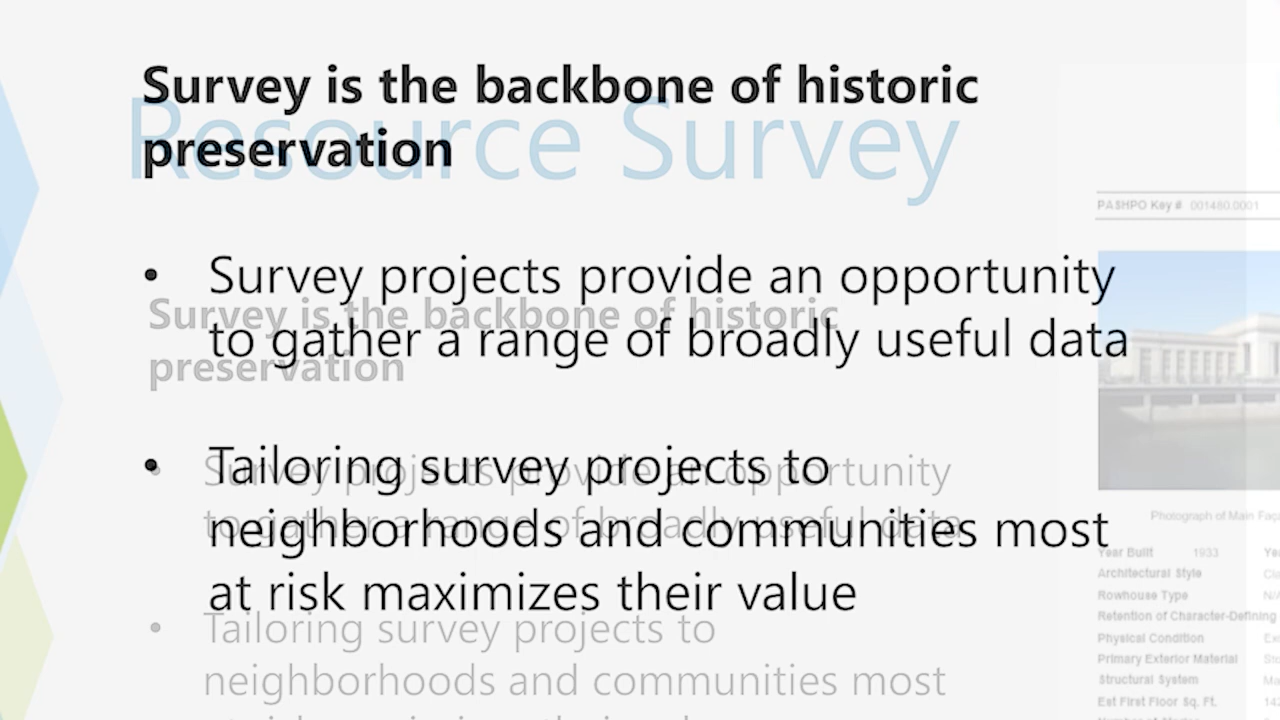 Survey is the backbone of historic
preservation
Resource Survey
• Survey projects provide an opportunity
to gather a range of broadly useful data
Survey is the backbone of historic
preservation
• Tailoring survey projects to
neighborhoods and communities most
at risk maximizes their value
• Survey projects provide an opportunity
to gather a range of broadly useful data
• Tailoring survey projects to
neighborhoods and communities most
PASHPO Key # 001480.0001
Photograph of Main
Year Built 1933
Architectural Style
Rowhouse Type
Retention of Character-Defining
Physical Condition
Primary Exterior Material
Structural System
Est First Floor Sq. Ft.